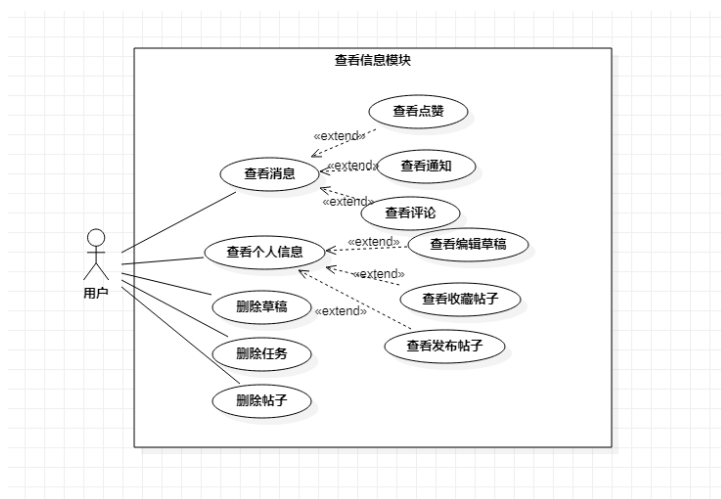 查看信息模块
查看点赞
«extend»
查看消息
«extend»
查看通知
«extend»
查看评论
查看个人信息
«extend»
查看编辑草稿
«extend»
用户
删除草稿
«extend»
查看收藏帖子
删除任务
查看发布帖子
删除帖子